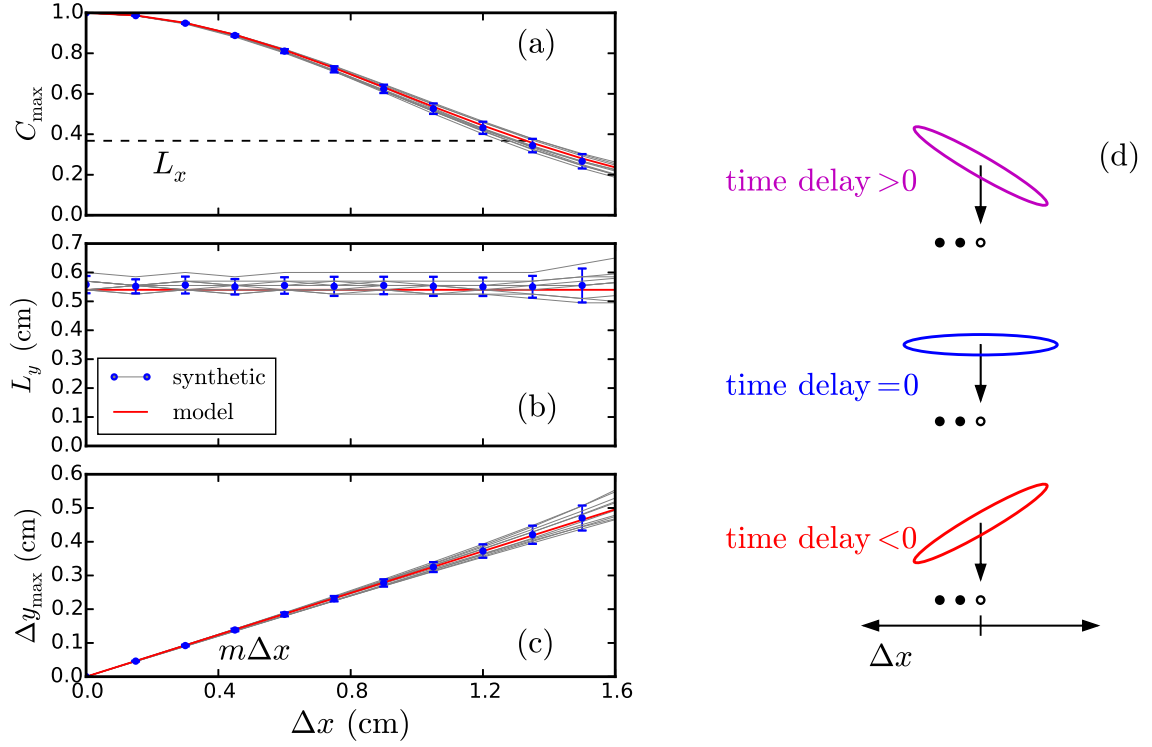 1.0
0.8
0.6
0.4
0.2
0.0
C_max
L_x
(a)
0.7
0.6
0.5
0.4
0.3
0.2
0.1
0.0
L_y (cm)
synthetic
model
(b)
0.6
0.5
0.4
0.3
0.2
0.1
0.0
Δy_max (cm)
mΔx
(c)
0.0 0.4 0.8 1.2 1.6
Δx (cm)
(d)
time delay >0
time delay =0
time delay <0
Δx